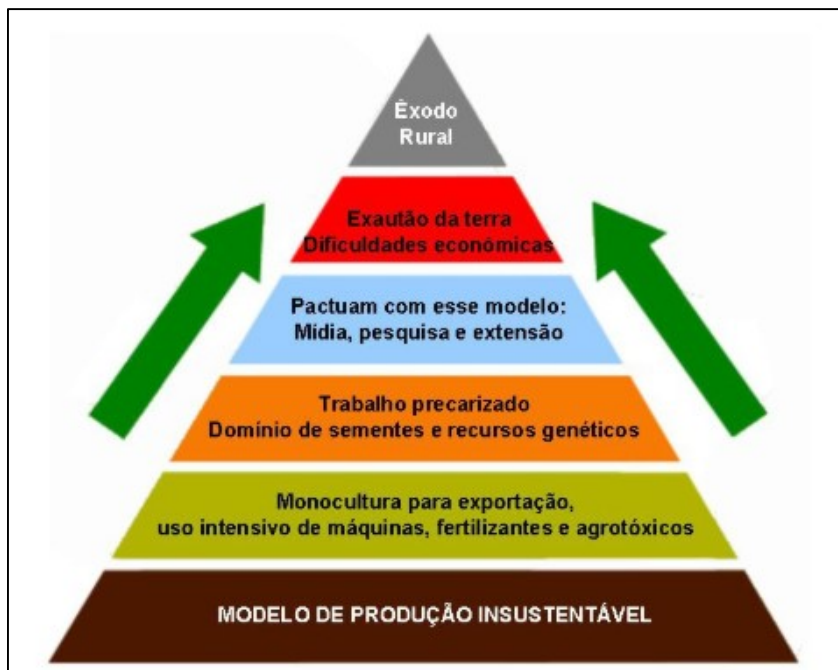 Êxodo
Rural
Exautão da terra
Dificuldades económicas
Pactuam com esse modelo:
Mídia, pesquisa e extensão
Trabalho precarizado
Domínio de sementes e recursos genéticos
Monocultura para exportação,
uso intensivo de máquinas, fertilizantes e agrotóxicos
MODELO DE PRODUÇÃO INSUSTENTÁVEL